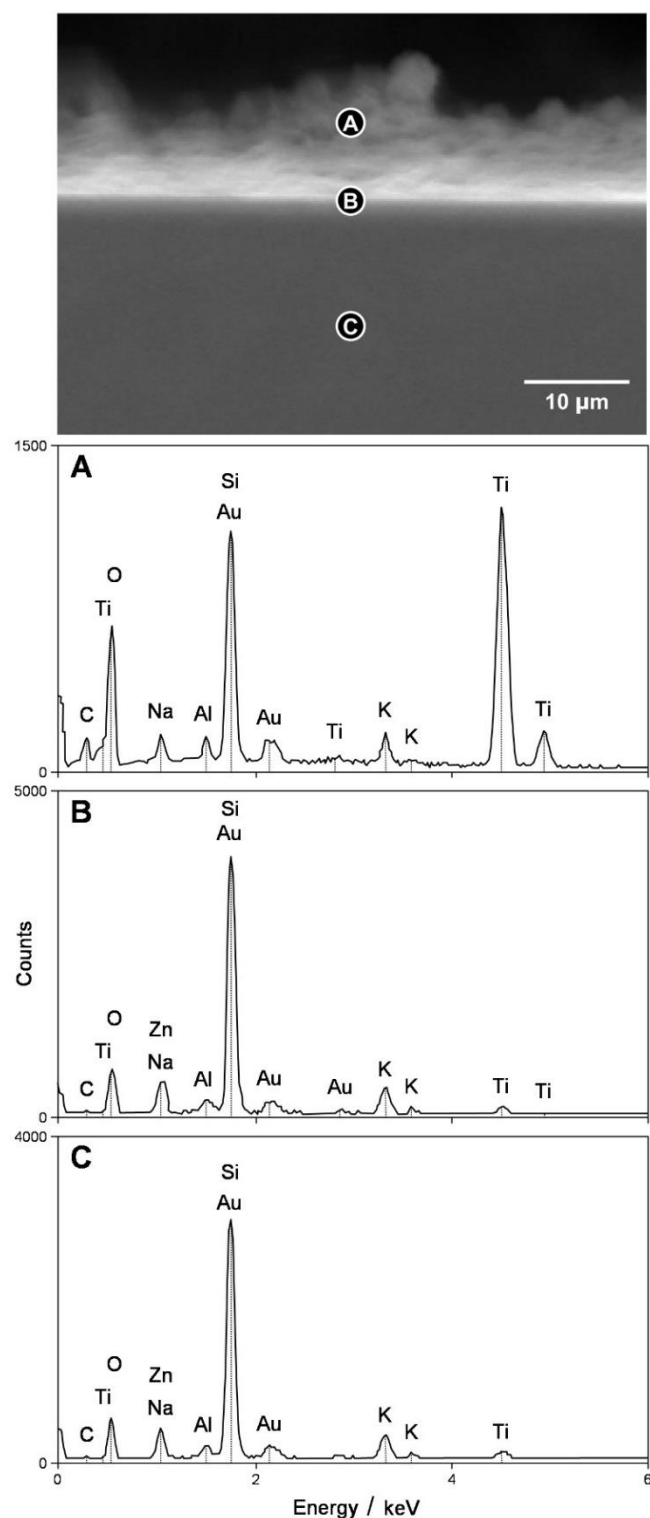 A
B
C
10 µm
1500
A
Si
Au
Ti
O
Ti
C
Na
Al
Au
Ti
K
K
Ti
0
5000
B
Si
Au
O
Zn
Ti
Na
C
Al
Au
Au
K
K
Ti
Ti
0
Counts
4000
C
Si
Au
O
Zn
Ti
Na
C
Al
Au
K
K
Ti
0
0
2
4
6
Energy / keV